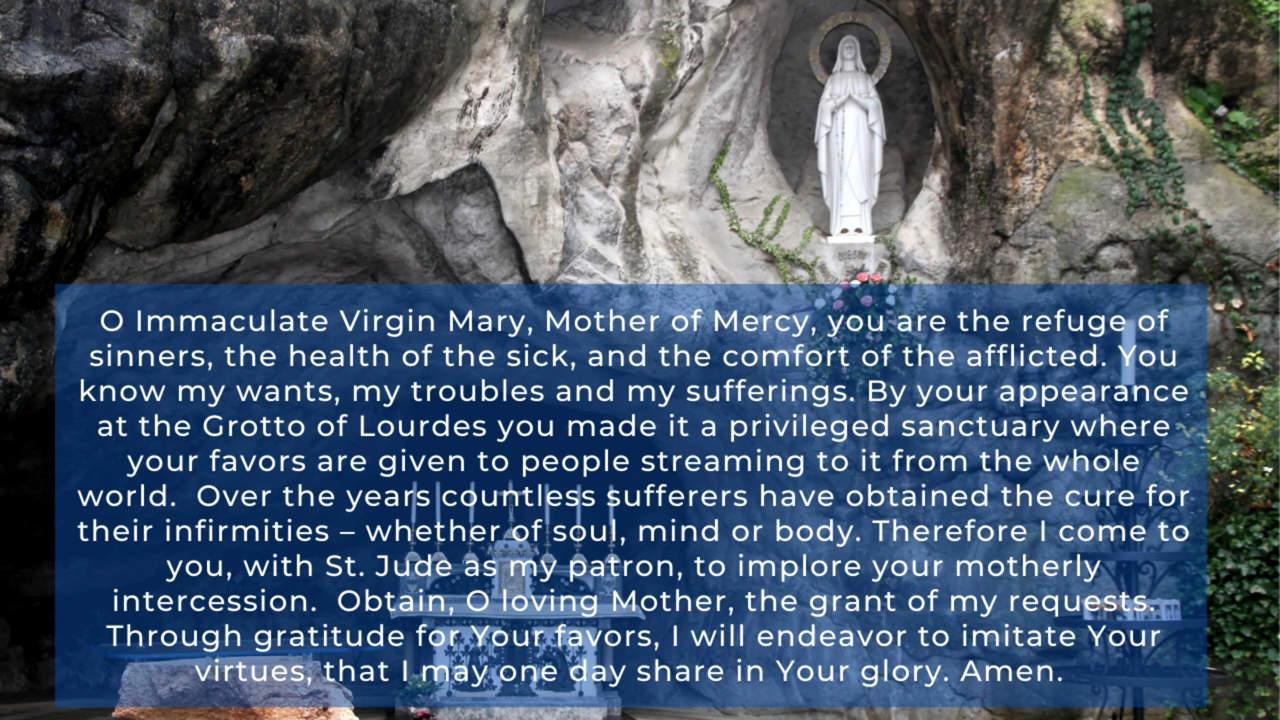 O Immaculate Virgin Mary, Mother of Mercy, you are the refuge of
sinners, the health of the sick, and the comfort of the afflicted. You
know my wants, my troubles and my sufferings. By your appearance
at the Grotto of Lourdes you made it a privileged sanctuary where
your favors are given to people streaming to it from the whole
world.  Over the years countless sufferers have obtained the cure for
their infirmities – whether of soul, mind or body. Therefore I come to
you, with St. Jude as my patron, to implore your motherly
intercession.  Obtain, O loving Mother, the grant of my requests.
Through gratitude for Your favors, I will endeavor to imitate Your
virtues, that I may one day share in Your glory. Amen.